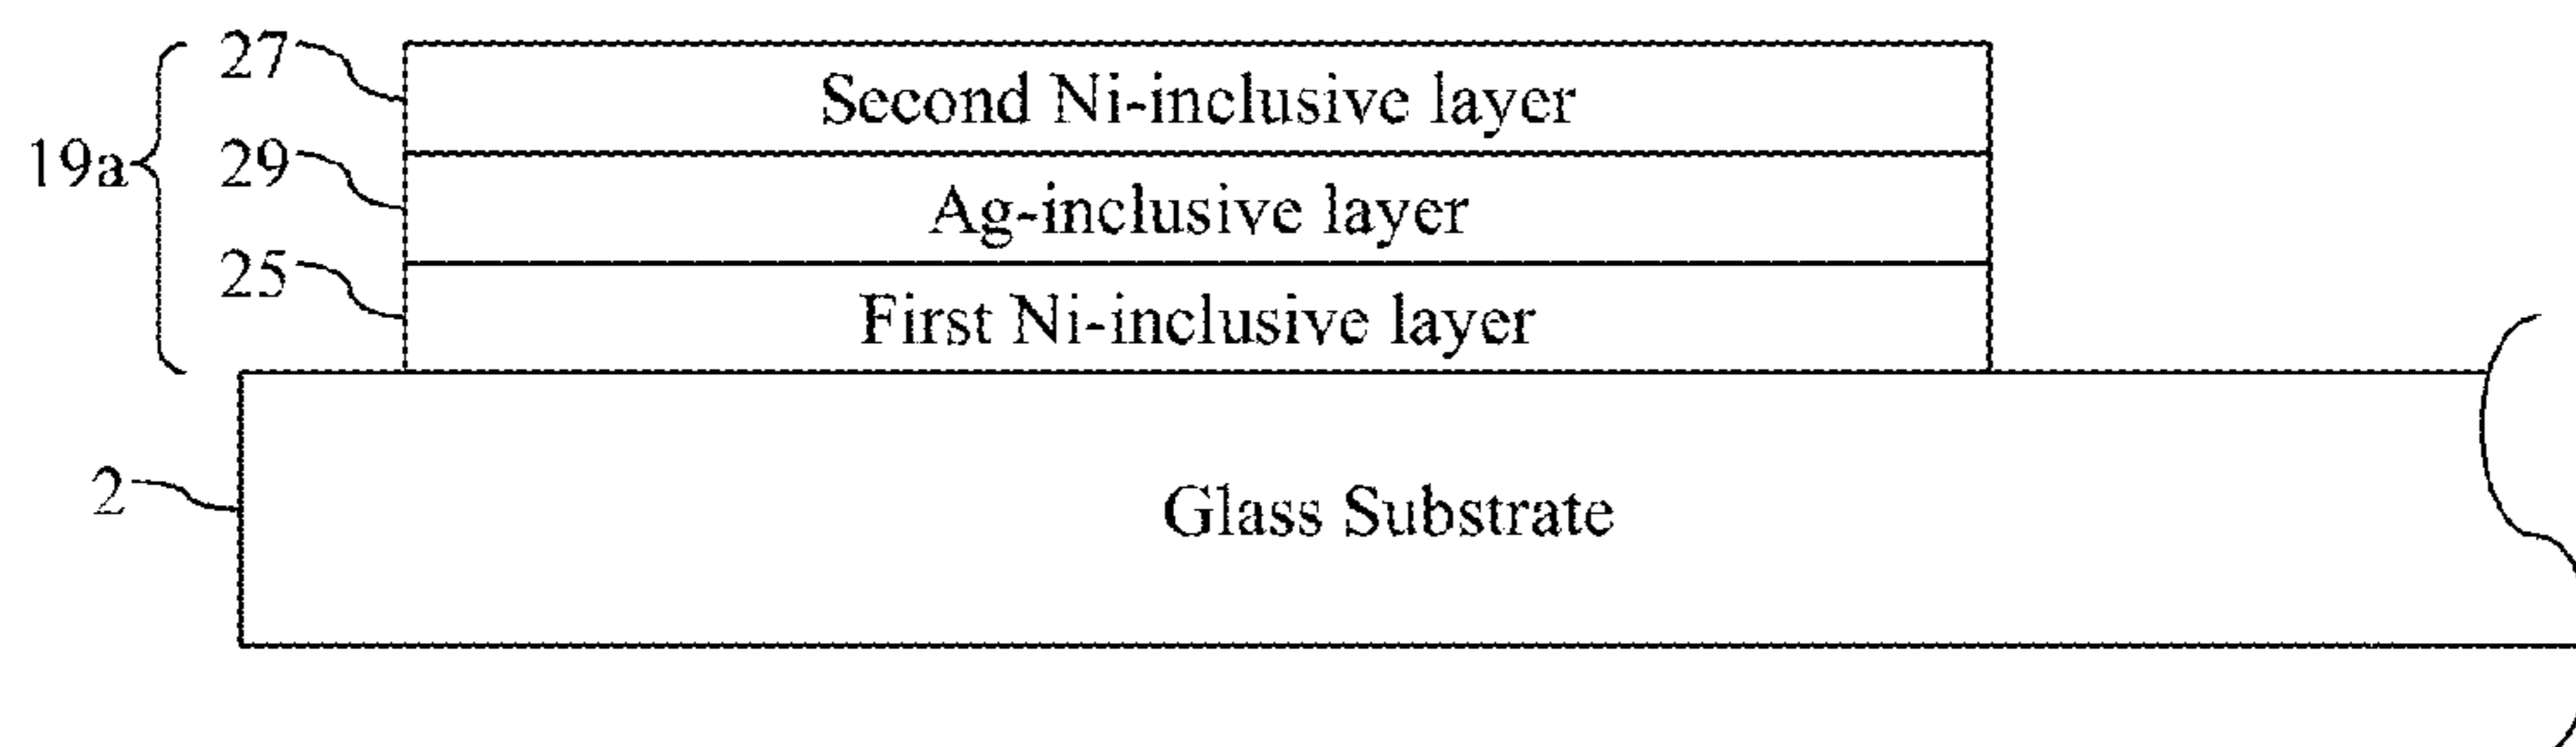 27 Second Ni-inclusive layer
19a 29 Ag-inclusive layer
25 First Ni-inclusive layer
2 Glass Substrate